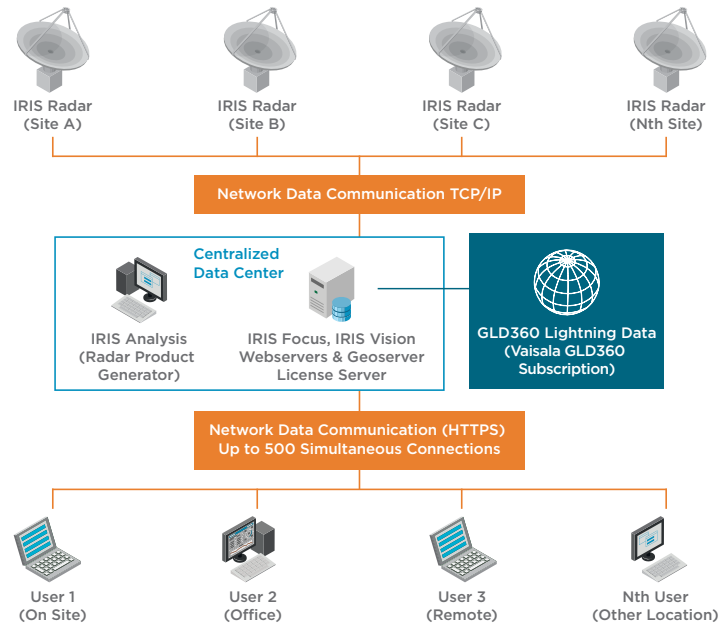 IRIS Radar
(Site A)
IRIS Radar
(Site B)
IRIS Radar
(Site C)
IRIS Radar
(Nth Site)
Network Data Communication TCP/IP
Centralized
Data Center
IRIS Analysis
(Radar Product
Generator)
IRIS Focus, IRIS Vision
Webservers & Geoserver
License Server
GLD360 Lightning Data
(Vaisala GLD360
Subscription)
Network Data Communication (HTTPS)
Up to 500 Simultaneous Connections
User 1
(On Site)
User 2
(Office)
User 3
(Remote)
Nth User
(Other Location)